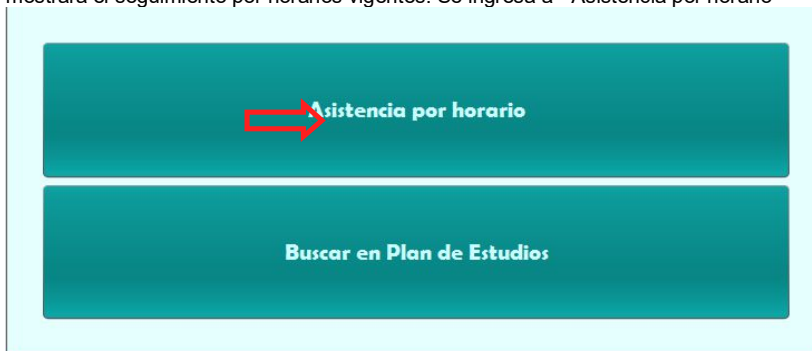 mostrará el seguimiento por horarios vigentes. Se ingresa a " Asistencia por horario"
Asistencia por horario
Buscar en Plan de Estudios